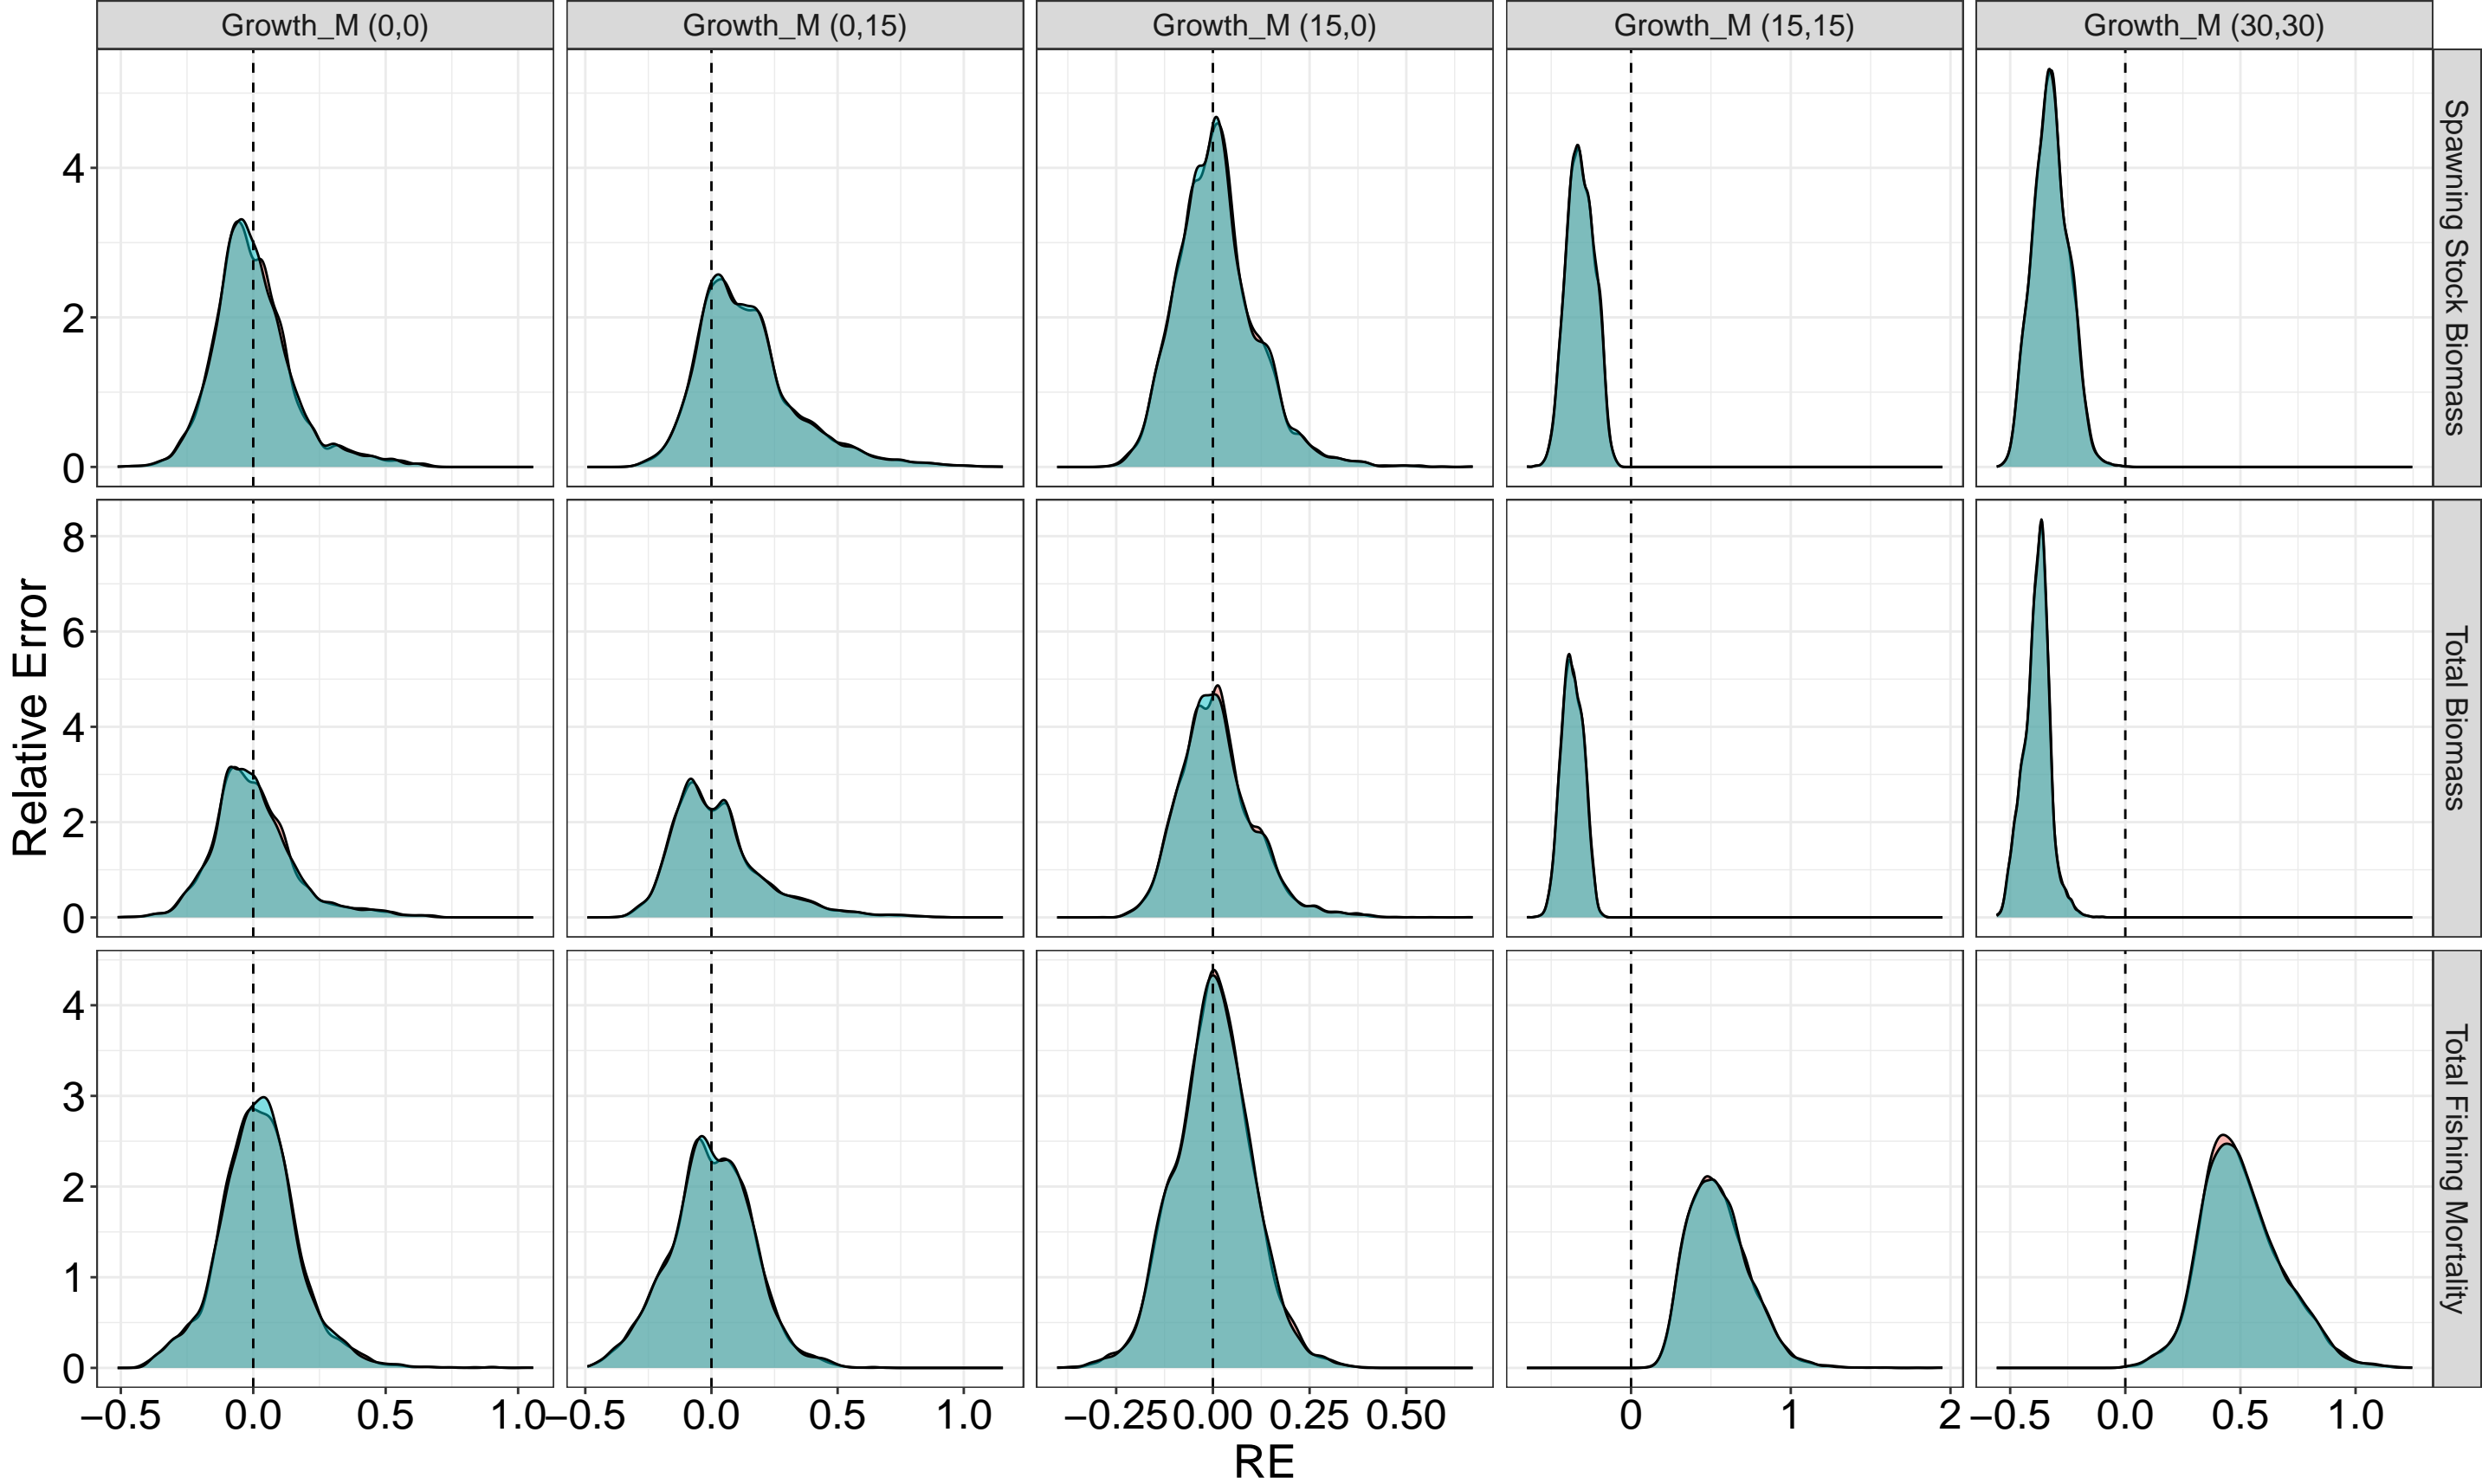 Growth_M (0,0)
Growth_M (0,15)
Growth_M (15,0)
Growth_M (15,15)
Growth_M (30,30)
4
2
0
Spawning Stock Biomass
8
6
4
2
0
Total Biomass
4
3
2
1
0
Total Fishing Mortality
Relative Error
−0.5 0.0 0.5 1.0 −0.5 0.0 0.5 1.0 −0.25 0.00 0.25 0.50 0 1 2 −0.5 0.0 0.5 1.0
RE